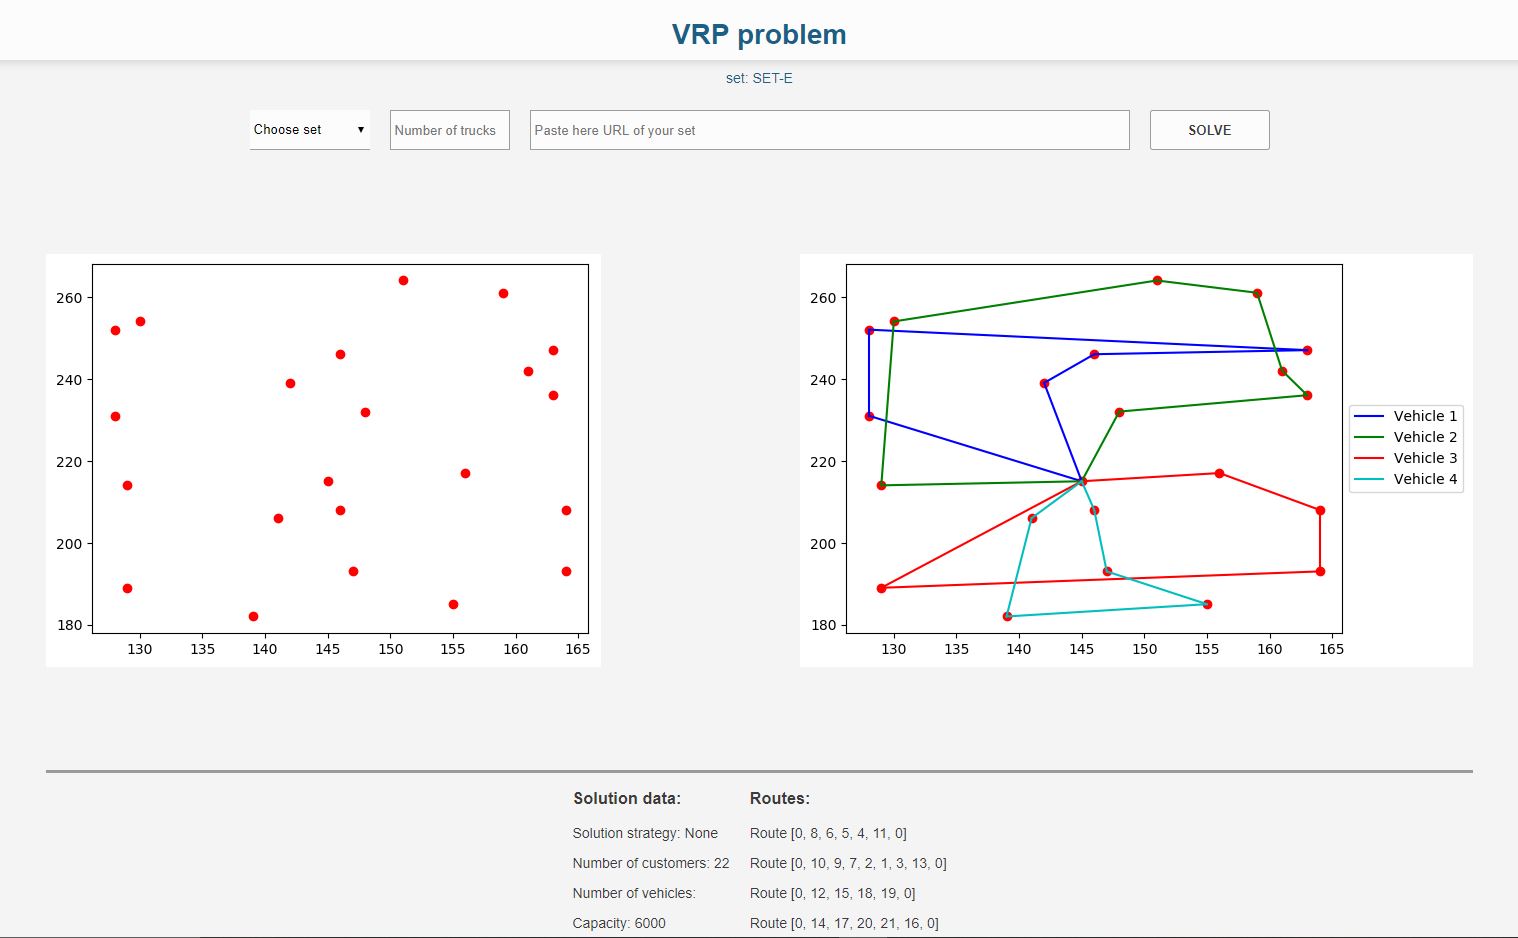 VRP problem
set: SET-E
Choose set
Number of trucks
Paste here URL of your set
SOLVE
260
240
220
200
180
130 135 140 145 150 155 160 165
260
240
220
200
180
130 135 140 145 150 155 160 165
Vehicle 1
Vehicle 2
Vehicle 3
Vehicle 4
Solution data:
Solution strategy: None
Number of customers: 22
Number of vehicles:
Capacity: 6000
Routes:
Route [0, 8, 6, 5, 4, 11, 0]
Route [0, 10, 9, 7, 2, 1, 3, 13, 0]
Route [0, 12, 15, 18, 19, 0]
Route [0, 14, 17, 20, 21, 16, 0]